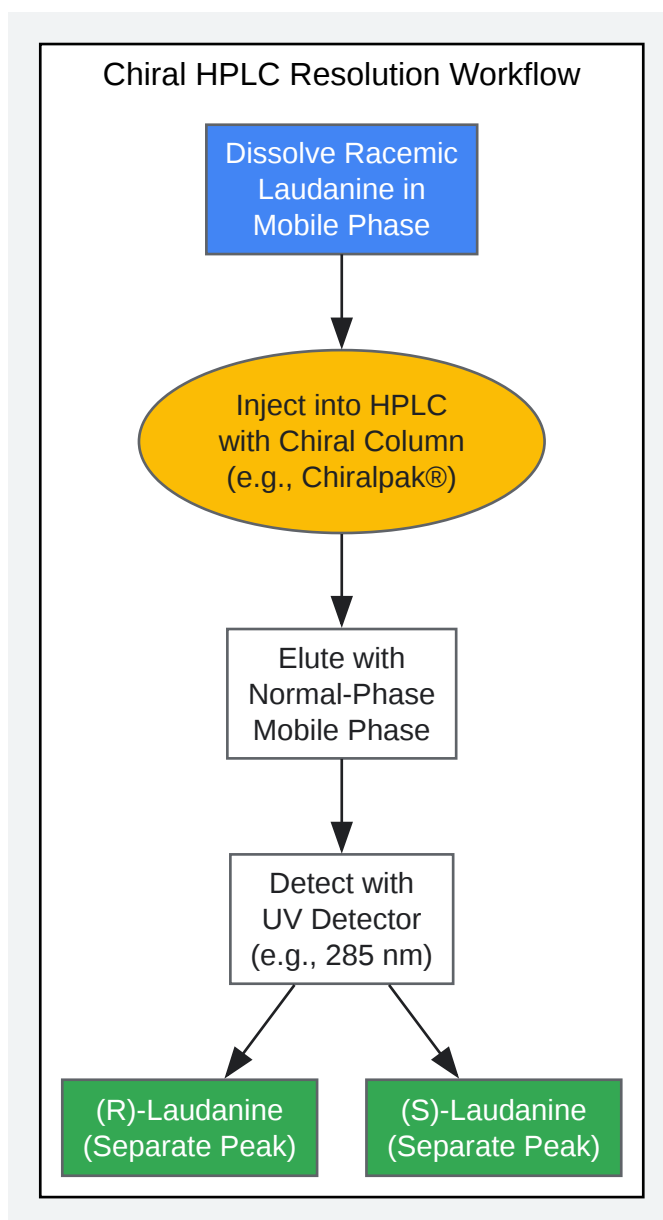 Chiral HPLC Resolution Workflow
Dissolve Racemic
Laudanine in
Mobile Phase
Inject into HPLC
with Chiral Column
(e.g., Chiralpak®)
Elute with
Normal-Phase
Mobile Phase
Detect with
UV Detector
(e.g., 285 nm)
(R)-Laudanine
(Separate Peak)
(S)-Laudanine
(Separate Peak)